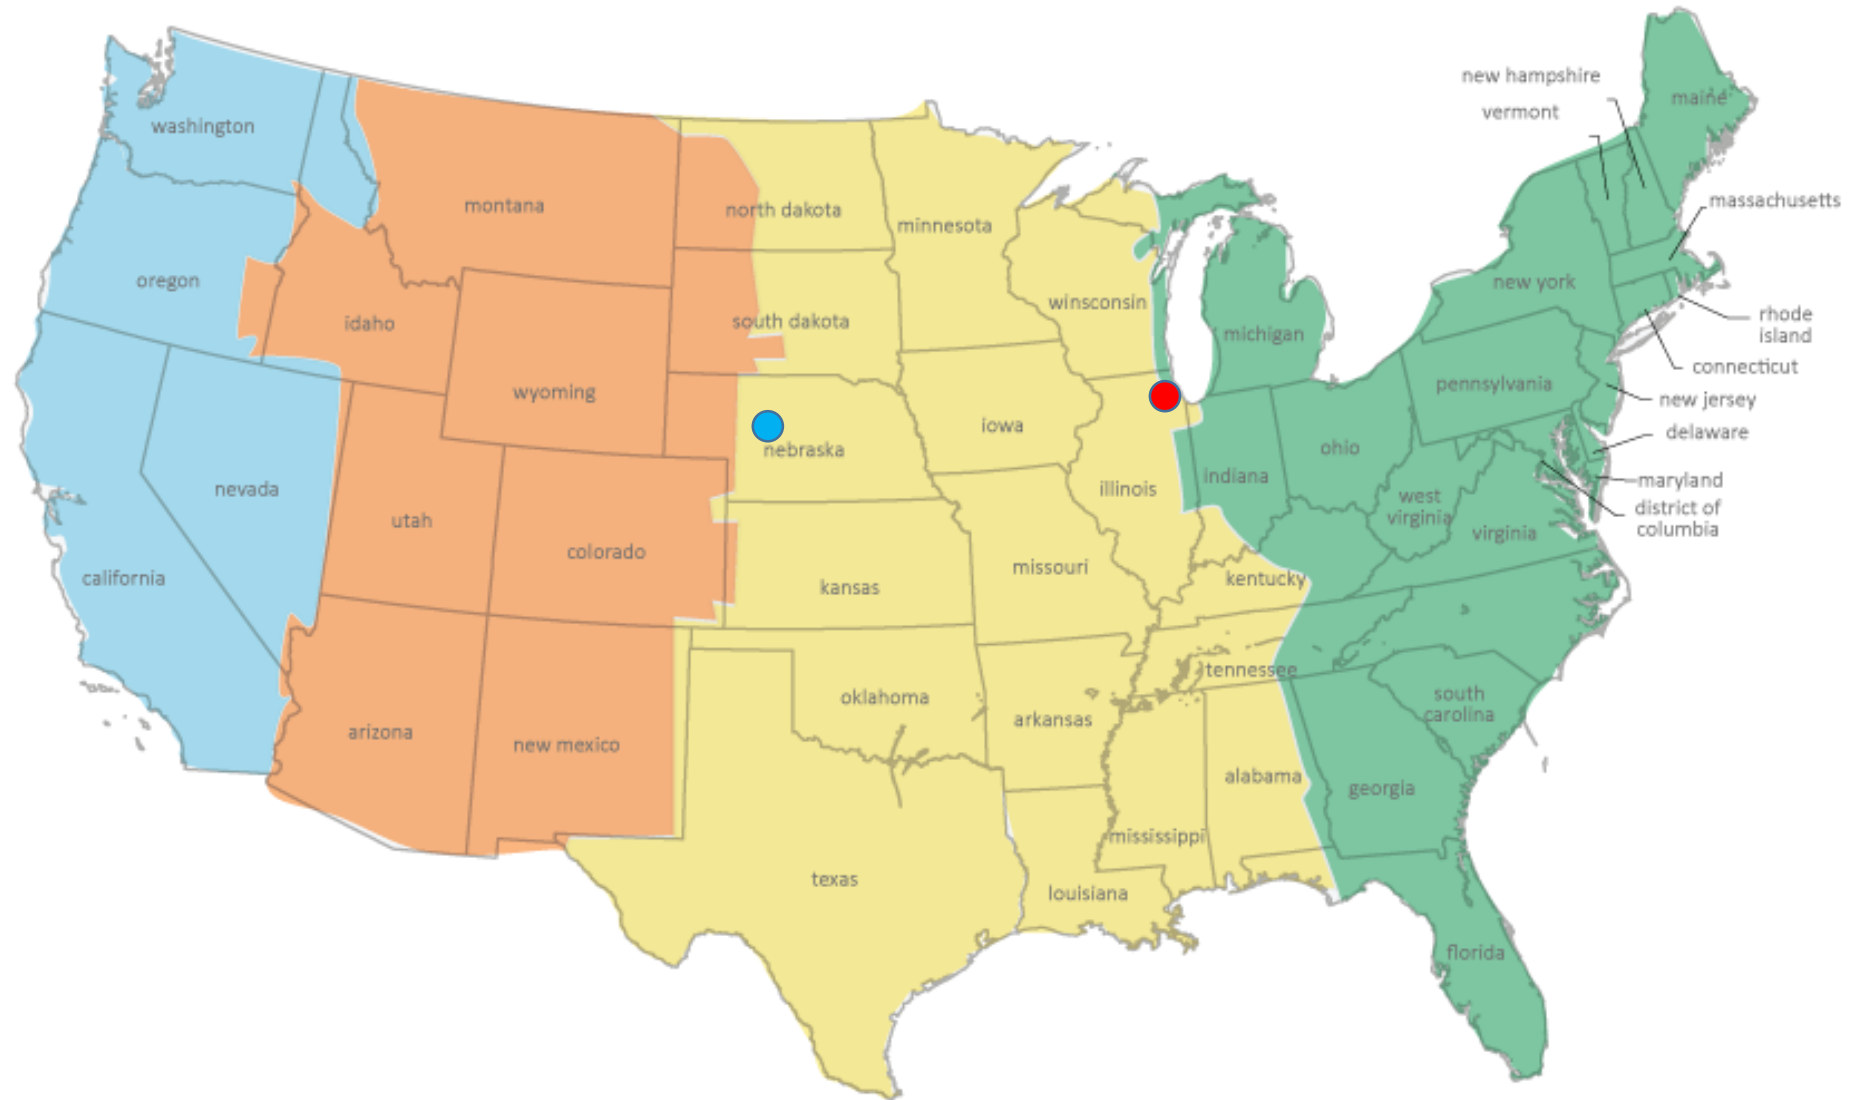 new hampshire
vermont
maine
washington
montana
north dakota
minnesota
massachusetts
oregon
idaho
south dakota
winsconsin
michigan
new york
rhode
island
connecticut
wyoming
nebraska
iowa
pennsylvania
new jersey
delaware
ohio
nevada
utah
illinois
indiana
west
virginia
maryland
district of
columbia
virginia
california
colorado
kansas
missouri
kentucky
oklahoma
arkansas
tennessee
south
carolina
arizona
new mexico
alabama
georgia
f
texas
louisiana
mississippi
florida